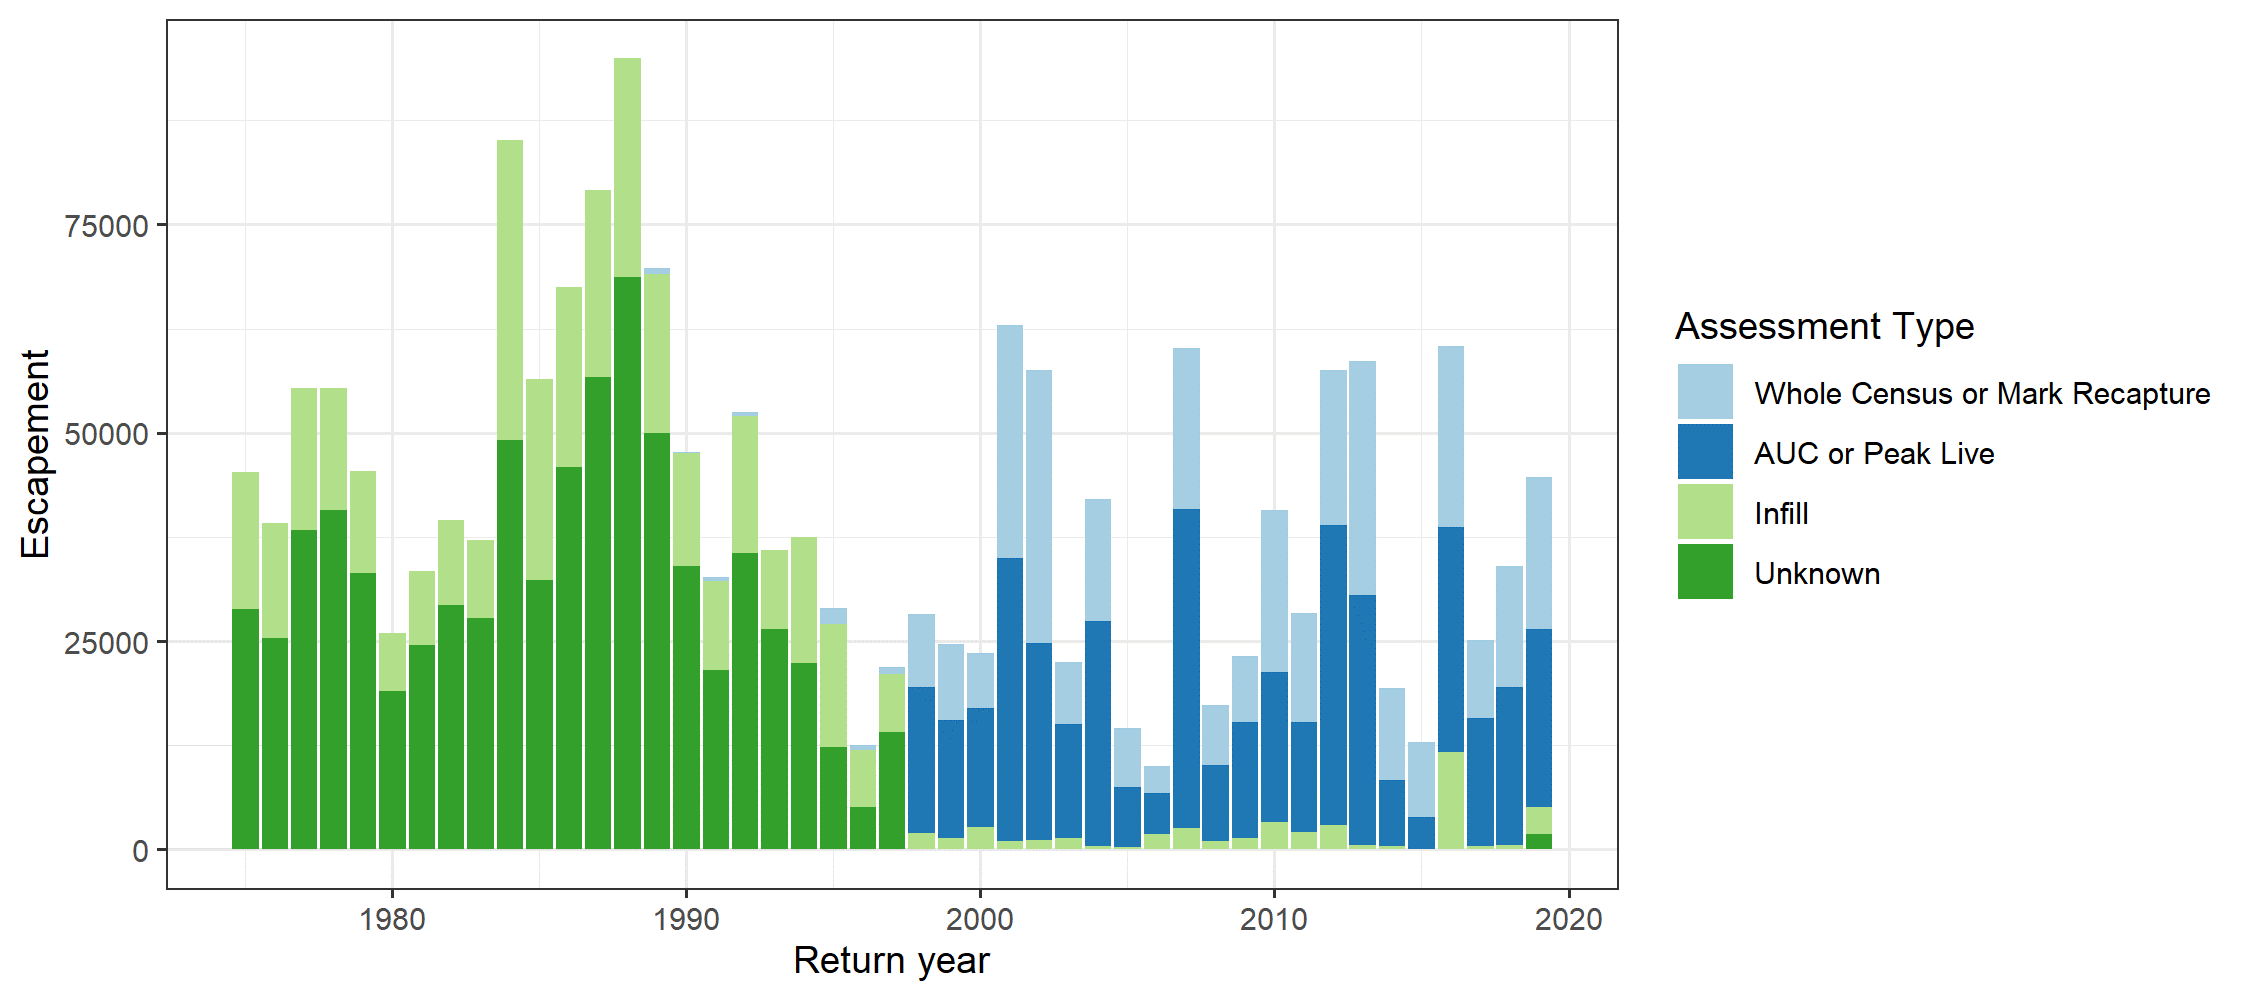 75000
50000
25000
0
Escapement
1980
1990
2000
2010
2020
Return year
Assessment Type
Whole Census or Mark Recapture
AUC or Peak Live
Infill
Unknown